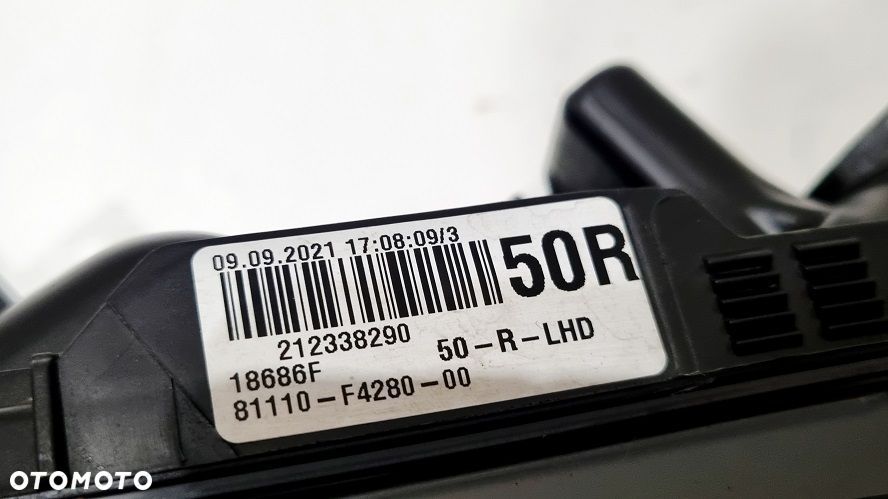 09.09.2021 17:08:09/3
50R
212338290
50-R-LHD
18686F
81110-F4280-00
OTOMOTO